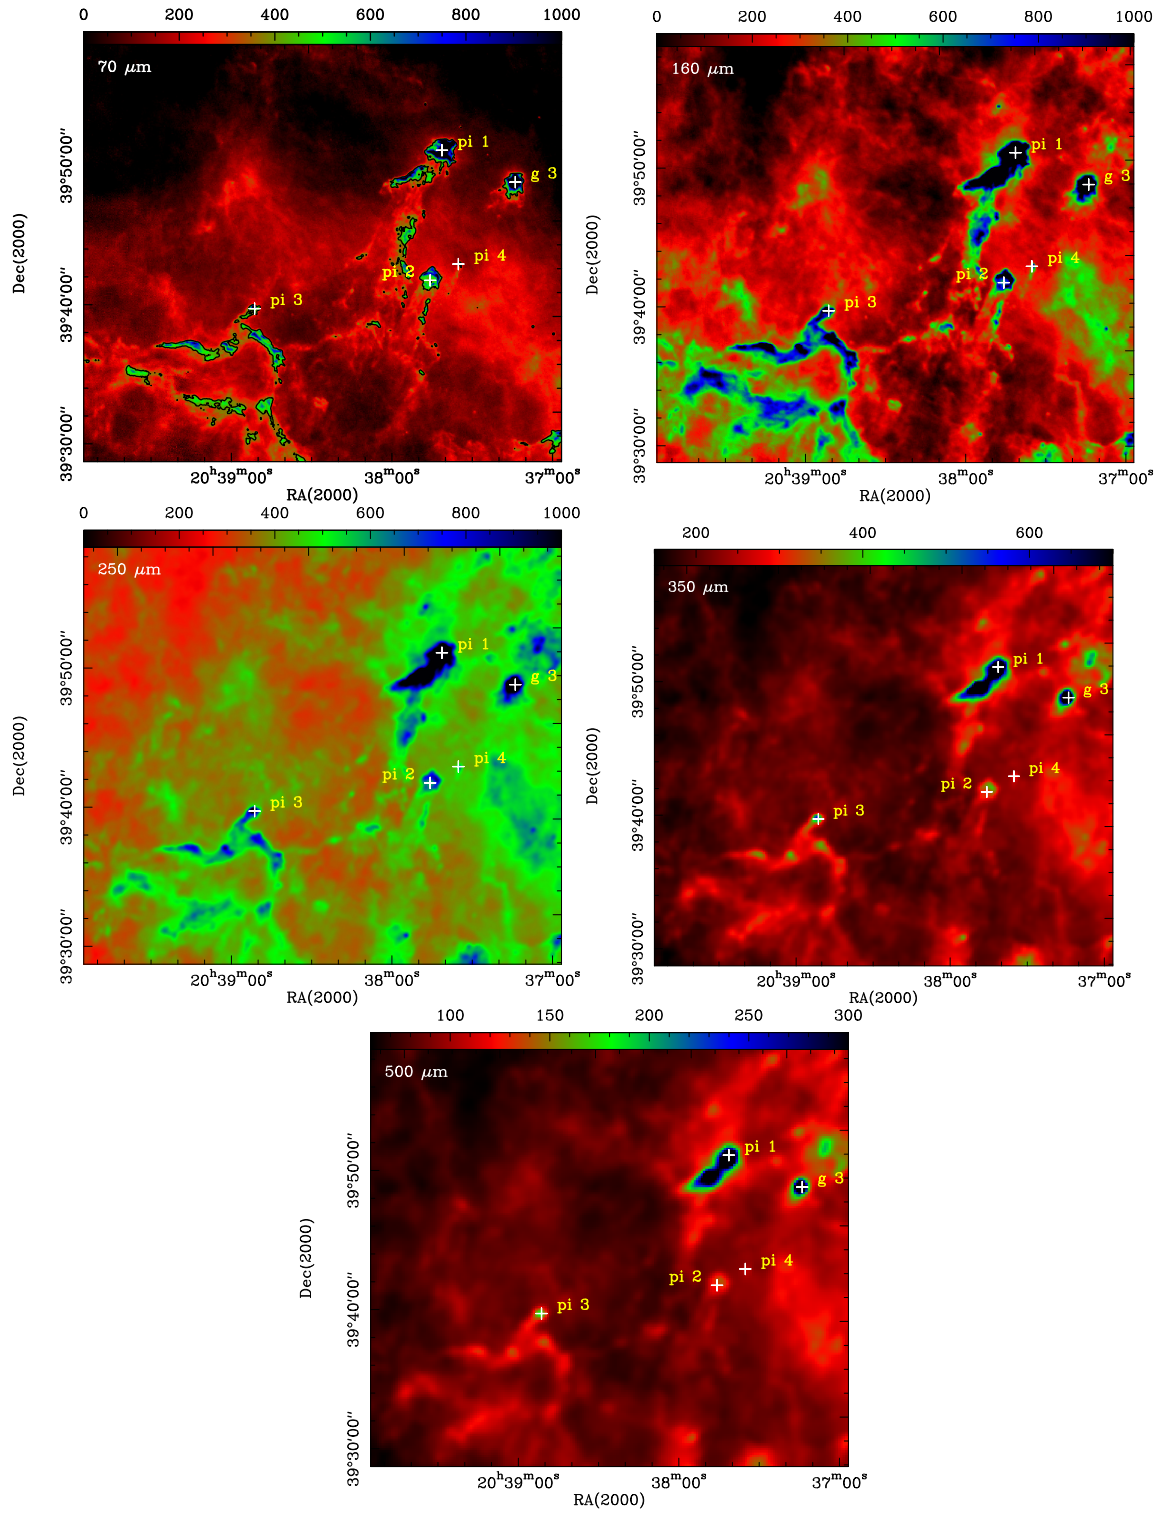 0 200 400 600 800 1000
70 μm
pi 1
g 3
pi 4
pi 2
pi 3
Dec(2000)
39°50'00''
39°40'00''
39°30'00''
20ʰ39ᵐ00ˢ 38ᵐ00ˢ 37ᵐ00ˢ
RA(2000)
0 200 400 600 800 1000
160 μm
pi 1
g 3
pi 4
pi 2
pi 3
Dec(2000)
39°50'00''
39°40'00''
39°30'00''
20ʰ39ᵐ00ˢ 38ᵐ00ˢ 37ᵐ00ˢ
RA(2000)
0 200 400 600 800 1000
250 μm
pi 1
g 3
pi 4
pi 2
pi 3
Dec(2000)
39°50'00''
39°40'00''
39°30'00''
20ʰ39ᵐ00ˢ 38ᵐ00ˢ 37ᵐ00ˢ
RA(2000)
200 400 600
350 μm
pi 1
g 3
pi 4
pi 2
pi 3
Dec(2000)
39°50'00''
39°40'00''
39°30'00''
20ʰ39ᵐ00ˢ 38ᵐ00ˢ 37ᵐ00ˢ
RA(2000)
100 150 200 250 300
500 μm
pi 1
g 3
pi 4
pi 2
pi 3
Dec(2000)
39°50'00''
39°40'00''
39°30'00''
20ʰ39ᵐ00ˢ 38ᵐ00ˢ 37ᵐ00ˢ
RA(2000)